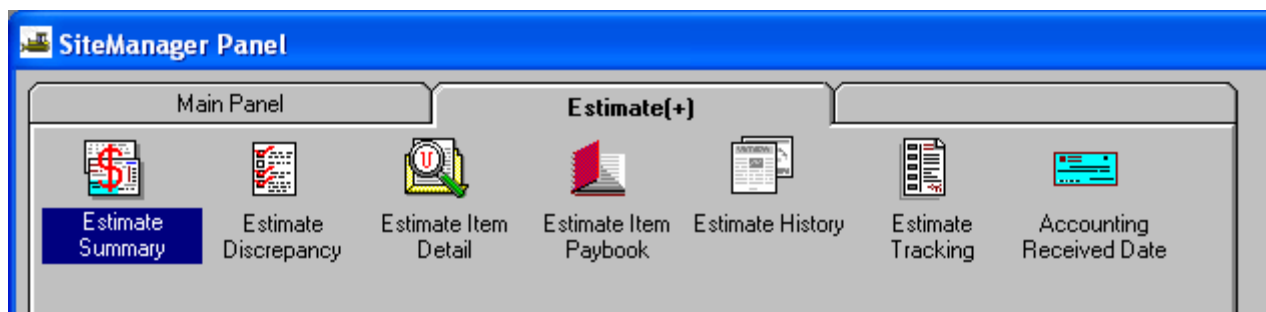 SiteManager Panel
Main Panel
Estimate(+)
Estimate
Summary
Estimate
Discrepancy
Estimate Item
Detail
Estimate Item
Paybook
Estimate History
Estimate
Tracking
Accounting
Received Date